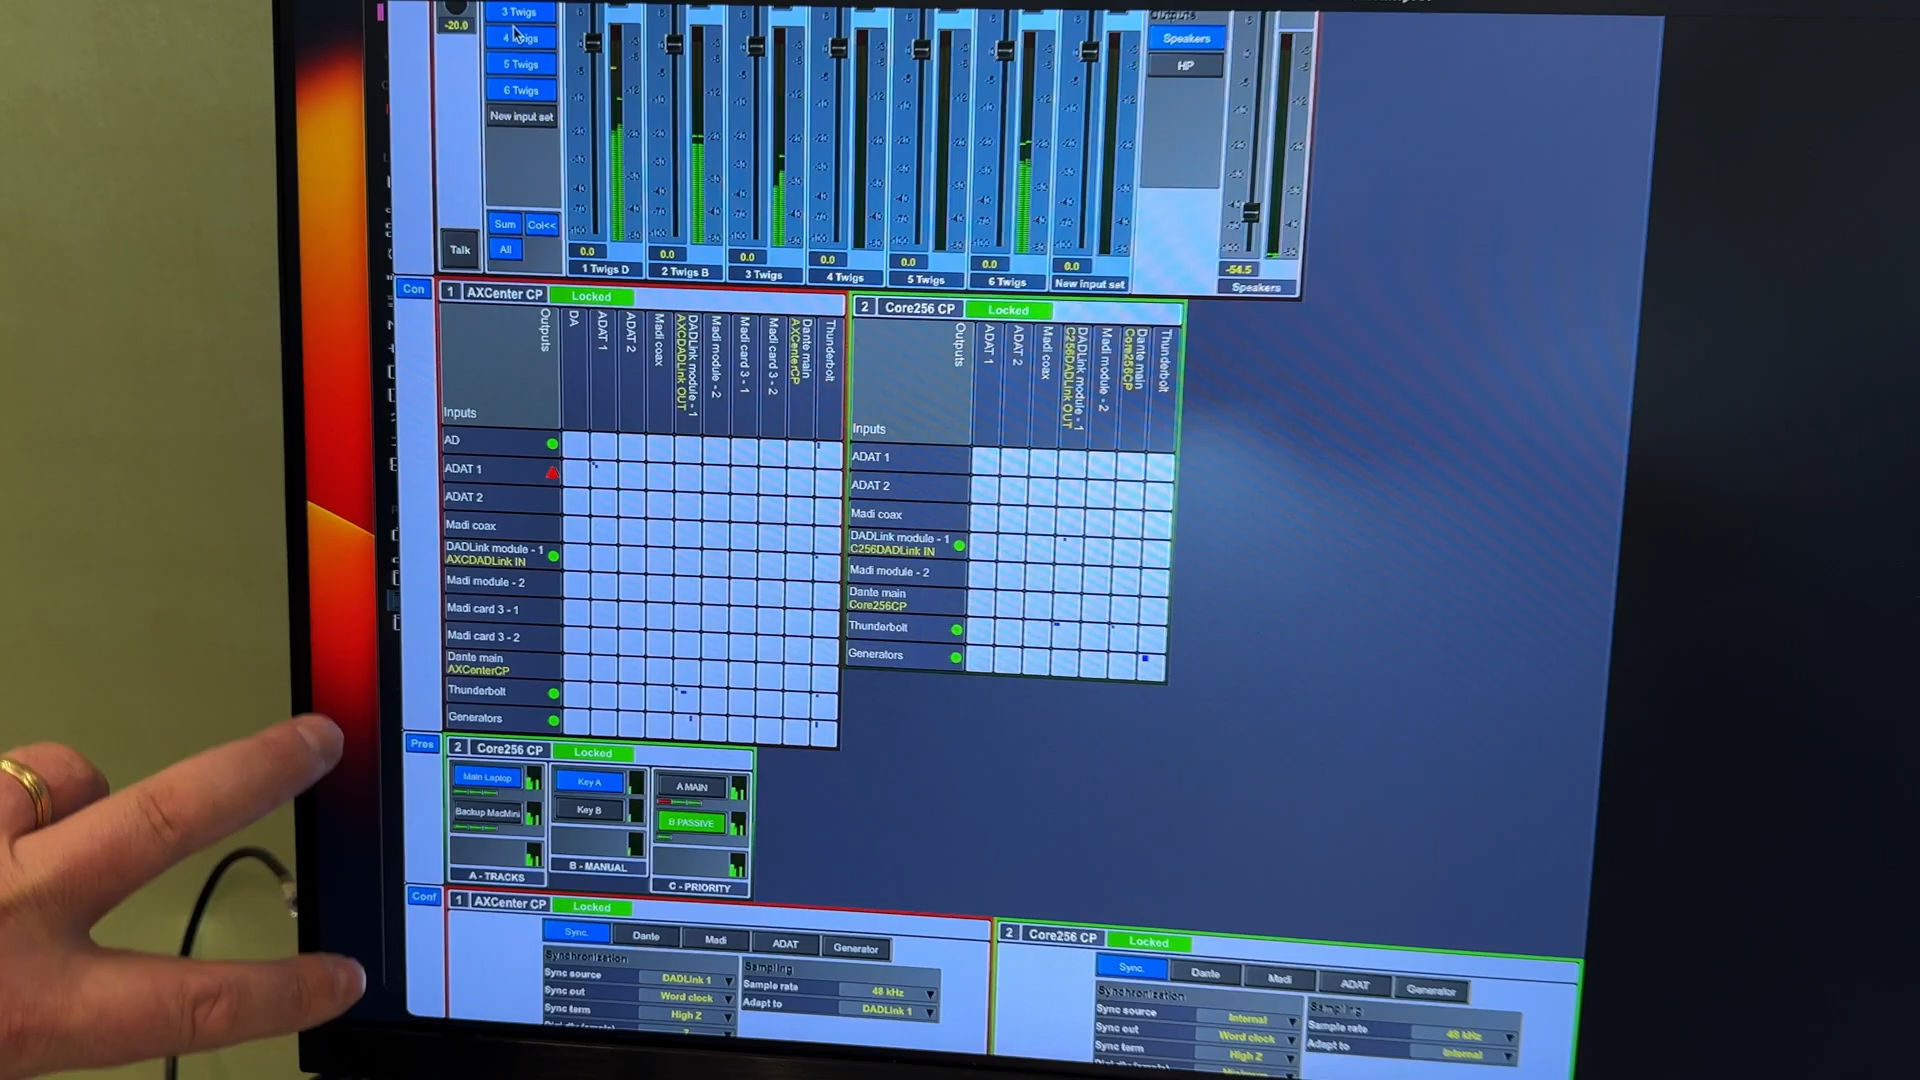 -20.0
3 Twigs
4 Twigs
5 Twigs
6 Twigs
New input set
Sum
Col<<
All
Talk
0.0
0.0
0.0
0.0
0.0
0.0
0.0
1 Twigs D
2 Twigs B
3 Twigs
4 Twigs
5 Twigs
6 Twigs
New input set
Outputs
Speakers
HP
-54.5
Speakers
Con
1
AXCenter CP
Locked
Outputs
DA
ADAT 1
ADAT 2
Madi coax
DADLink module - 1
AXCDADLink OUT
Madi module - 2
Madi card 3 - 1
Madi card 3 - 2
Dante main
AXCenterCP
Thunderbolt
Inputs
AD
ADAT 1
ADAT 2
Madi coax
DADLink module - 1
AXCDADLink IN
Madi module - 2
Madi card 3 - 1
Madi card 3 - 2
Dante main
AXCenterCP
Thunderbolt
Generators
2
Core256 CP
Locked
Outputs
ADAT 1
ADAT 2
Madi coax
DADLink module - 1
C256DADLink OUT
Madi module - 2
Dante main
Core256CP
Thunderbolt
Inputs
ADAT 1
ADAT 2
Madi coax
DADLink module - 1
C256DADLink IN
Madi module - 2
Dante main
Core256CP
Thunderbolt
Generators
Pres
2
Core256 CP
Locked
Main Laptop
Backup MacMini
A - TRACKS
Key A
Key B
B - MANUAL
A MAIN
B PASSIVE
C - PRIORITY
Conf
1
AXCenter CP
Locked
Sync.
Dante
Madi
ADAT
Generator
Synchronization
Sync source
DADLink 1
Sync out
Word clock
Sync term
High Z
Sampling
Sample rate
48 kHz
Adapt to
DADLink 1
2
Core256 CP
Locked
Sync.
Dante
Madi
ADAT
Generator
Synchronization
Sync source
Internal
Sync out
Word clock
Sync term
High Z
Sampling
Sample rate
48 kHz
Adapt to
Internal